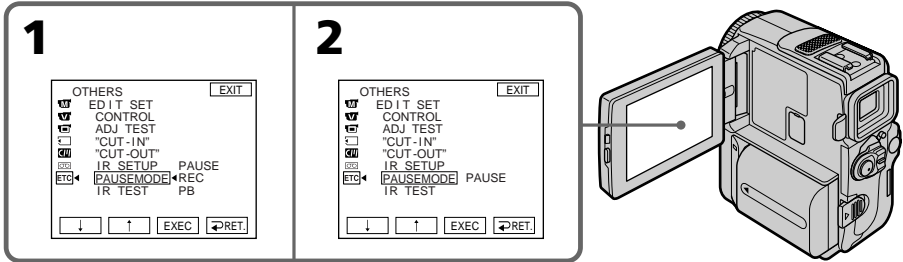 1
OTHERS EXIT
EDIT SET
CONTROL
ADJ TEST
"CUT-IN"
"CUT-OUT"
IR SETUP PAUSE
ETC PAUSEMODE REC
IR TEST PB
↓ ↑ EXEC RET.
2
OTHERS EXIT
EDIT SET
CONTROL
ADJ TEST
"CUT-IN"
"CUT-OUT"
IR SETUP
ETC PAUSEMODE PAUSE
IR TEST
↓ ↑ EXEC RET.